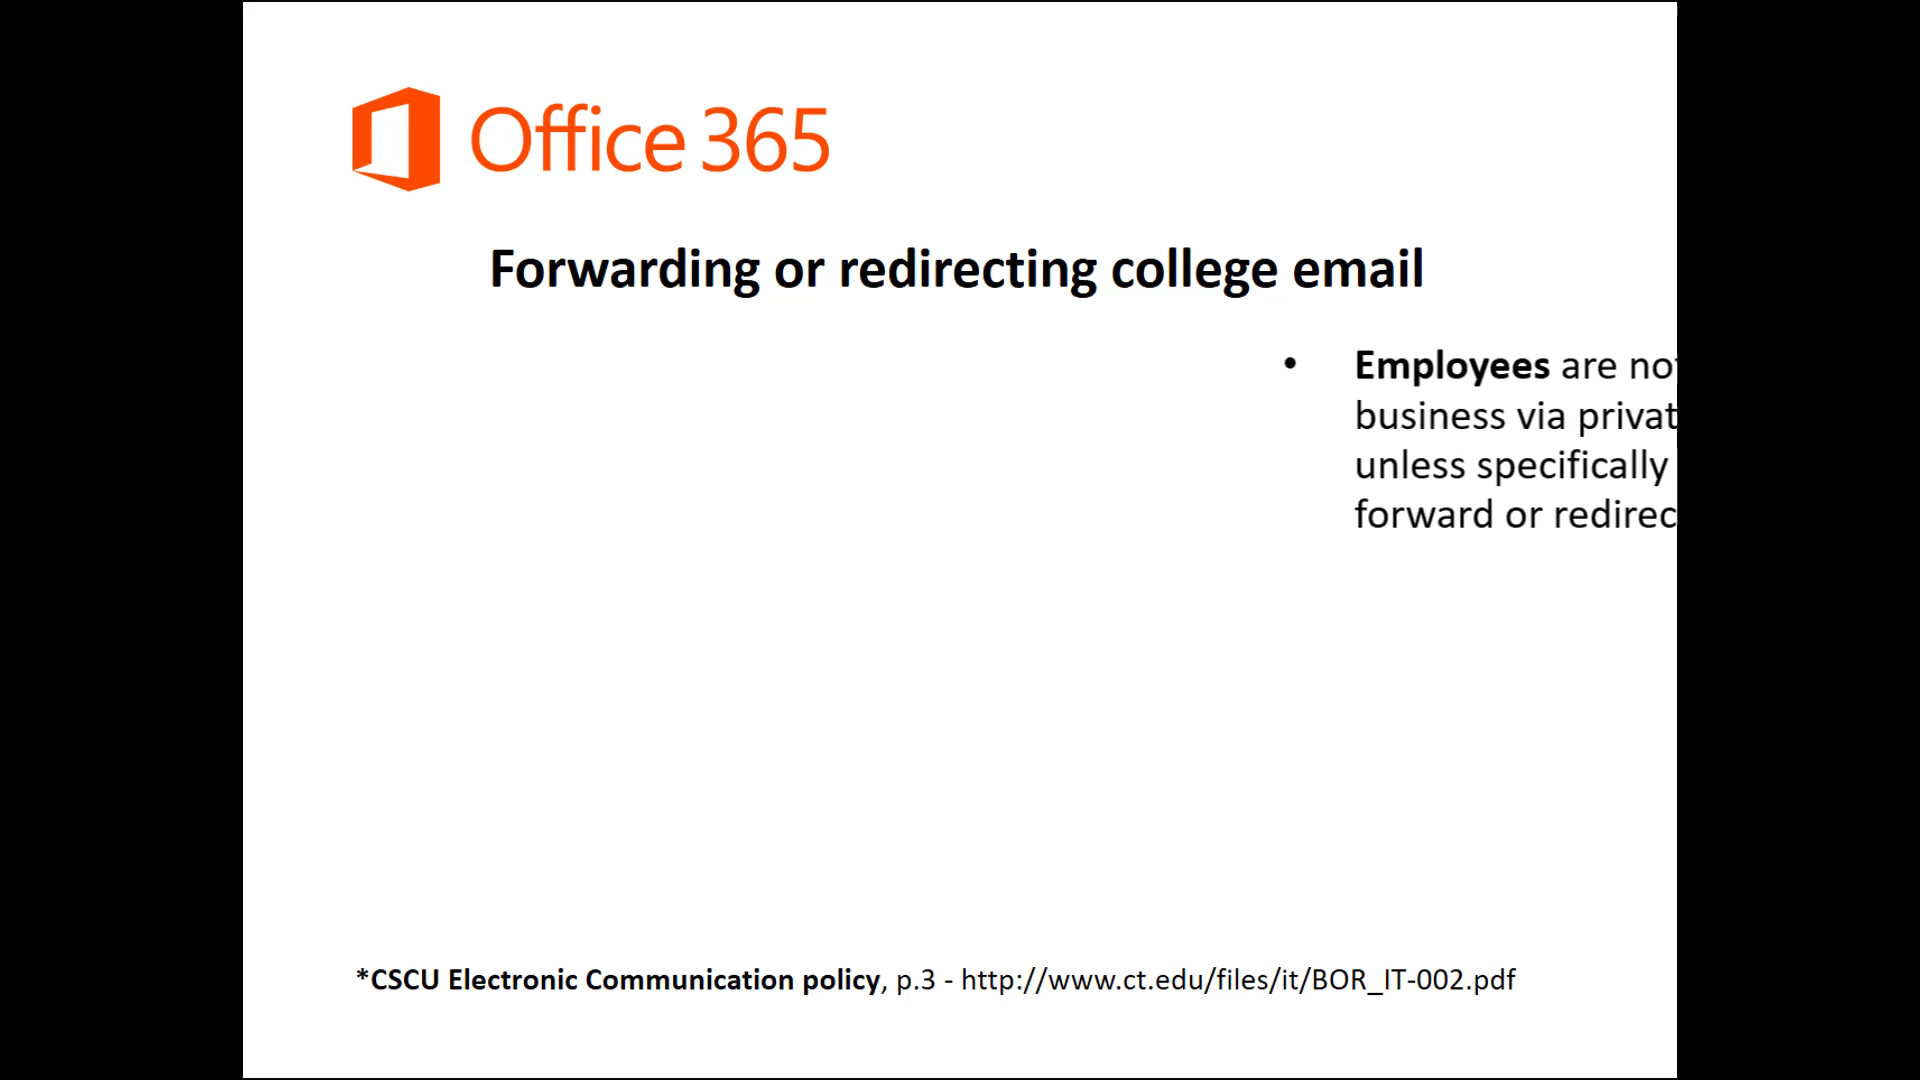 Office 365
Forwarding or redirecting college email
• Employees are not
business via privat
unless specifically
forward or redirec
*CSCU Electronic Communication policy, p.3 - http://www.ct.edu/files/it/BOR_IT-002.pdf